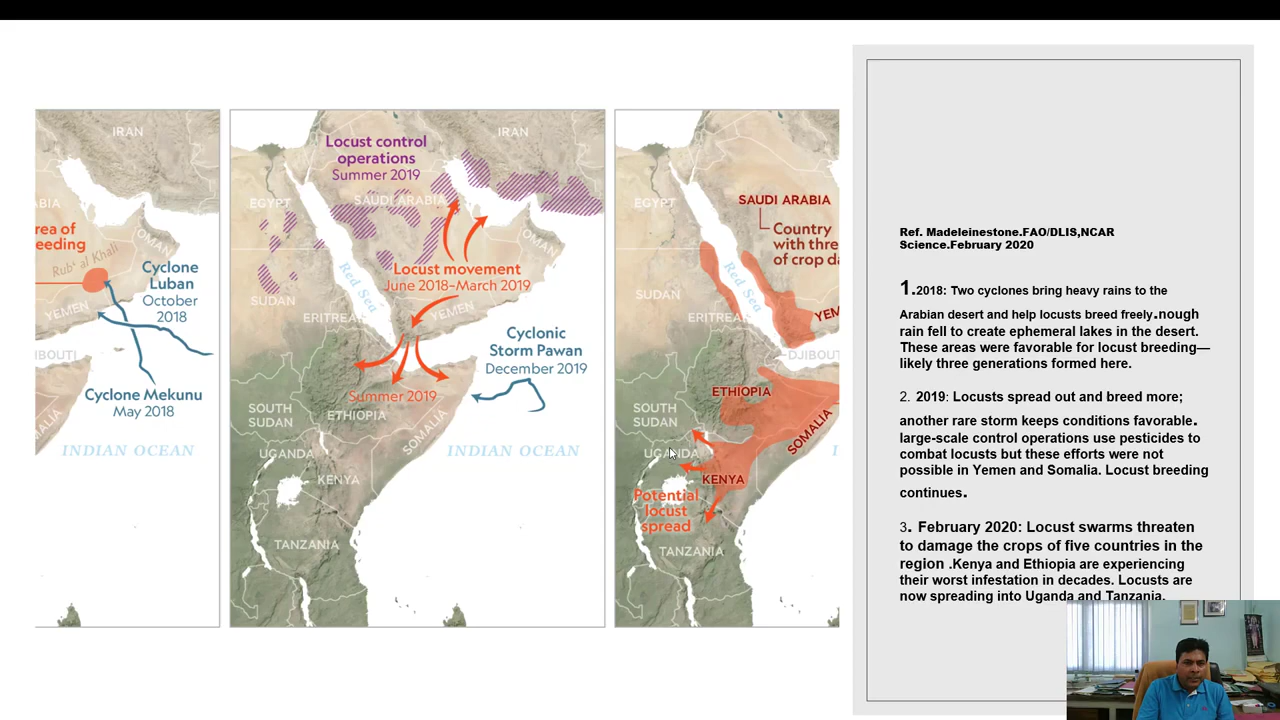 IRAN
ABIA
rea of
eeding
OMAN
Rub' al Khali
Cyclone
Luban
October
2018
YEMEN
JIBOUTI
Cyclone Mekunu
May 2018
SOMALIA
INDIAN OCEAN
Locust control
operations
Summer 2019
IRAN
EGYPT
SAUDI ARABIA
OMAN
Locust movement
June 2018–March 2019
Red Sea
SUDAN
ERITREA
YEMEN
Cyclonic
Storm Pawan
December 2019
Summer 2019
SOUTH
SUDAN
ETHIOPIA
SOMALIA
INDIAN OCEAN
UGANDA
KENYA
TANZANIA
IRAN
EGYPT
SAUDI ARABIA
Country
with thre
of crop da
Red Sea
SUDAN
ERITREA
YEM
DJIBOU
ETHIOPIA
SOUTH
SUDAN
SOMALIA
UGANDA
KENYA
Potential
locust
spread
TANZANIA
Ref. Madeleinestone.FAO/DLIS,NCAR
Science.February 2020
1.2018: Two cyclones bring heavy rains to the
Arabian desert and help locusts breed freely.nough
rain fell to create ephemeral lakes in the desert.
These areas were favorable for locust breeding—
likely three generations formed here.
2. 2019: Locusts spread out and breed more;
another rare storm keeps conditions favorable.
large-scale control operations use pesticides to
combat locusts but these efforts were not
possible in Yemen and Somalia. Locust breeding
continues.
3. February 2020: Locust swarms threaten
to damage the crops of five countries in the
region .Kenya and Ethiopia are experiencing
their worst infestation in decades. Locusts are
now spreading into Uganda and Tanzania.